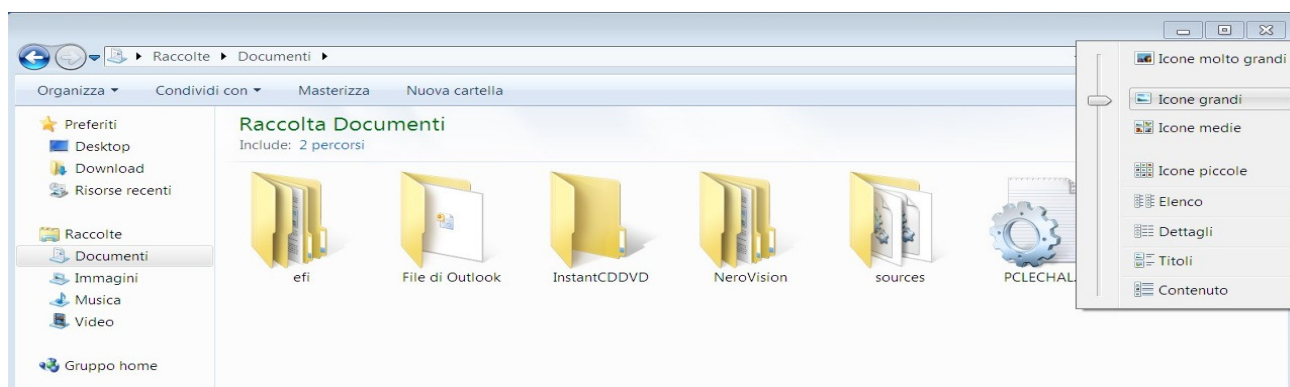 Raccolte Documenti
Organizza Condividi con Masterizza Nuova cartella
Preferiti
Desktop
Download
Risorse recenti
Raccolte
Documenti
Immagini
Musica
Video
Gruppo home
Raccolta Documenti
Include: 2 percorsi
efi
File di Outlook
InstantCDDVD
NeroVision
sources
Icone molto grandi
Icone grandi
Icone medie
Icone piccole
Elenco
Dettagli
Titoli
Contenuto